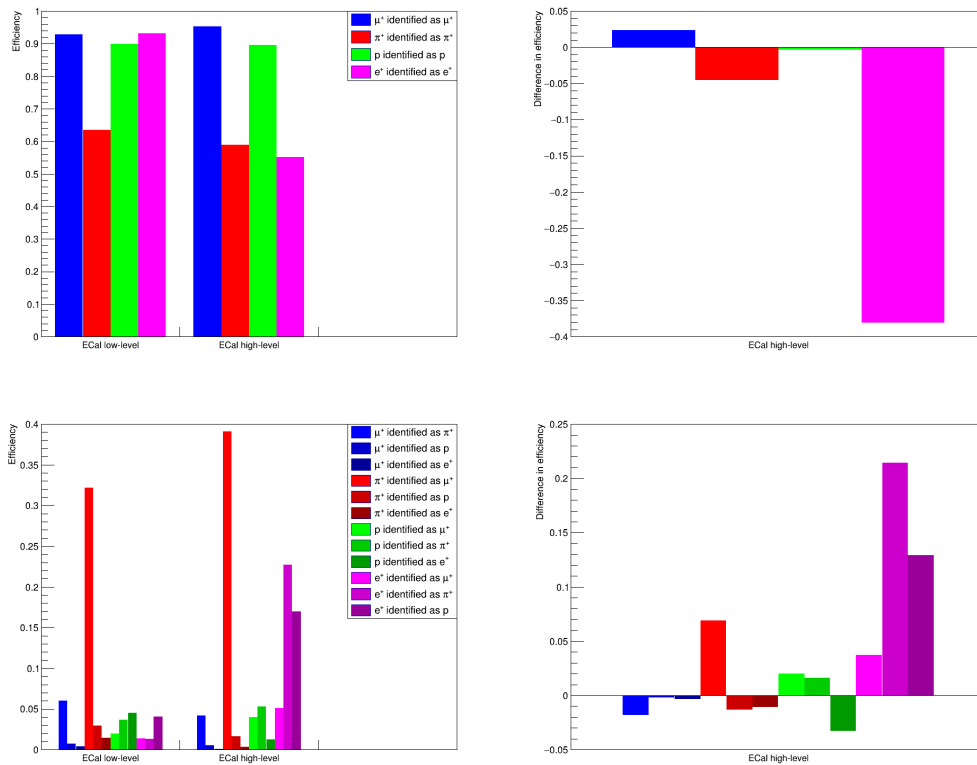 Efficiency
1
0.9
0.8
0.7
0.6
0.5
0.4
0.3
0.2
0.1
0
ECal low-level
ECal high-level
μ⁺ identified as μ⁺
π⁺ identified as π⁺
p identified as p
e⁺ identified as e⁺
Difference in efficiency
0.05
0
−0.05
−0.1
−0.15
−0.2
−0.25
−0.3
−0.35
−0.4
ECal high-level
Efficiency
0.4
0.35
0.3
0.25
0.2
0.15
0.1
0.05
0
ECal low-level
ECal high-level
μ⁺ identified as π⁺
μ⁺ identified as p
μ⁺ identified as e⁺
π⁺ identified as μ⁺
π⁺ identified as p
π⁺ identified as e⁺
p identified as μ⁺
p identified as π⁺
p identified as e⁺
e⁺ identified as μ⁺
e⁺ identified as π⁺
e⁺ identified as p
Difference in efficiency
0.25
0.2
0.15
0.1
0.05
0
−0.05
ECal high-level